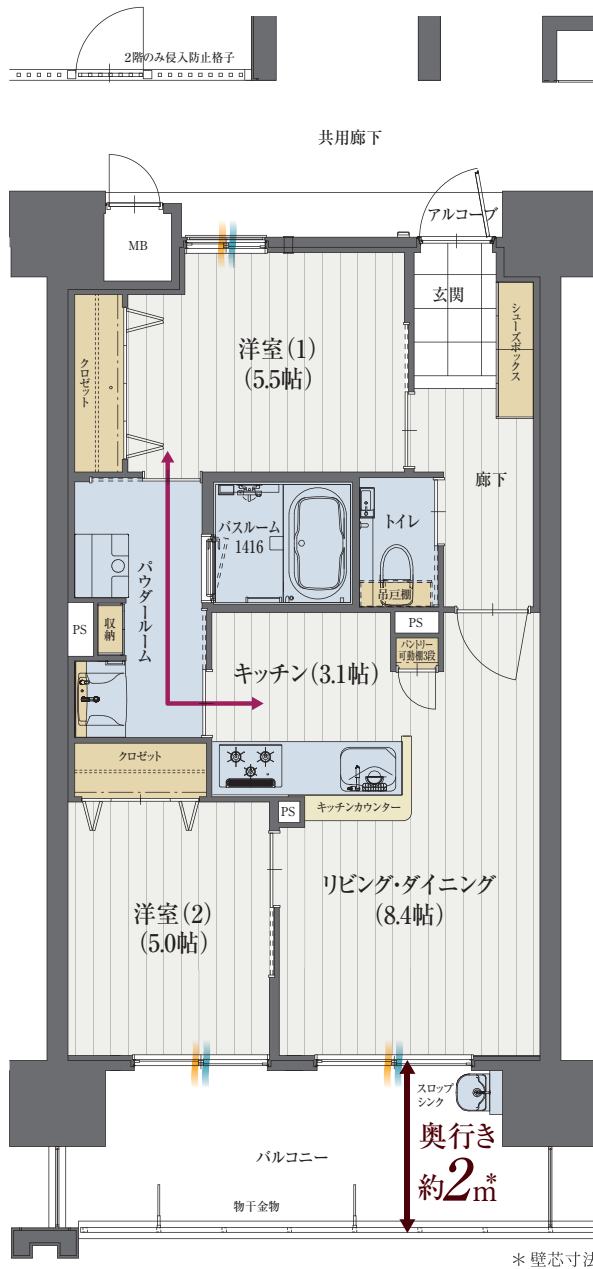 2階のみ侵入防止格子
共用廊下
アルコーブ
MB
玄関
シューズボックス
洋室(1)
(5.5帖)
クロゼット
廊下
バスルーム
1416
トイレ
吊戸棚
パウダールーム
PS
収納
PS
パントリー
可動棚3段
キッチン(3.1帖)
クロゼット
PS
キッチンカウンター
リビング・ダイニング
(8.4帖)
洋室(2)
(5.0帖)
スロップ
シンク
奥行き
約2m*
バルコニー
物干金物
*壁芯寸法